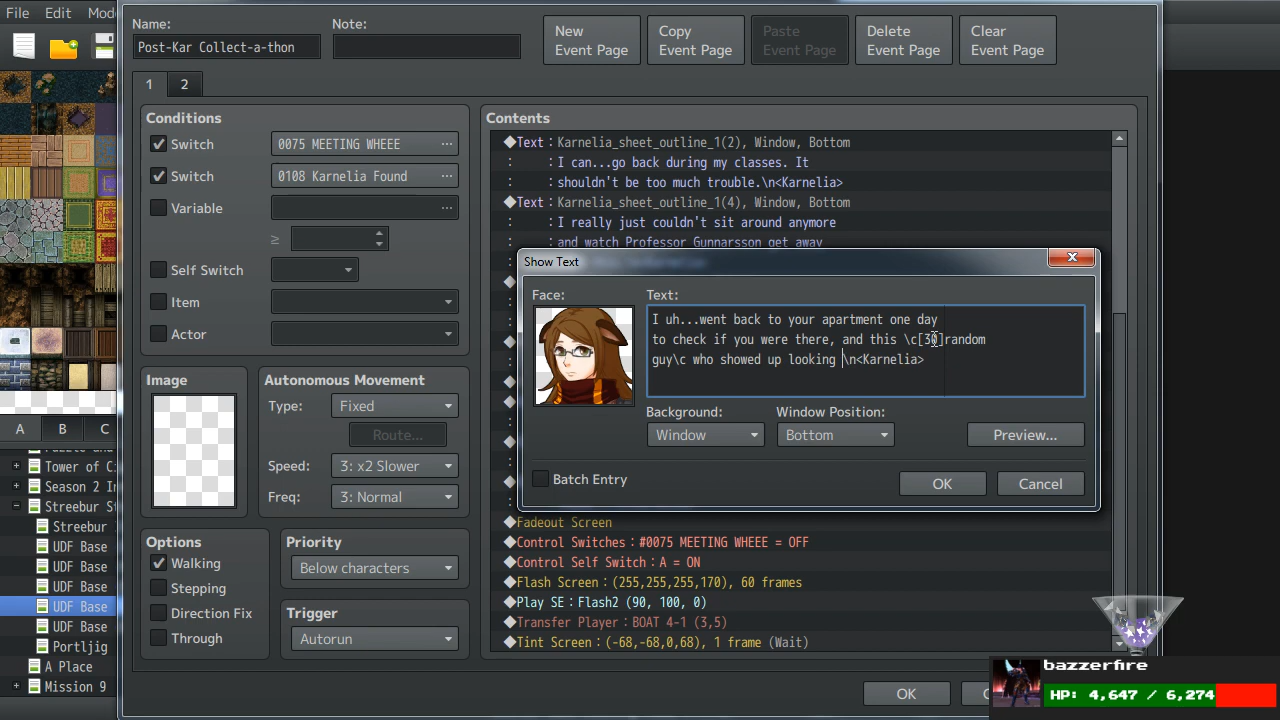 File Edit Mod
Name:
Note:
Post-Kar Collect-a-thon
New
Event Page
Copy
Event Page
Paste
Event Page
Delete
Event Page
Clear
Event Page
1
2
Conditions
Switch
0075 MEETING WHEEE ...
Switch
0108 Karnelia Found ...
Variable
...
≥
Self Switch
Item
Actor
Image
Autonomous Movement
Type:
Fixed
Route...
Speed:
3: x2 Slower
Freq:
3: Normal
Options
Walking
Stepping
Direction Fix
Through
Priority
Below characters
Trigger
Autorun
Contents
◆Text：Karnelia_sheet_outline_1(2), Window, Bottom
：    ：I can...go back during my classes. It
：    ：shouldn't be too much trouble.\n<Karnelia>
◆Text：Karnelia_sheet_outline_1(4), Window, Bottom
：    ：I really just couldn't sit around anymore
：    ：and watch Professor Gunnarsson get away
Show Text
Face:
Text:
I uh...went back to your apartment one day
to check if you were there, and this \c[30]random
guy\c who showed up looking \n<Karnelia>
Background:
Window
Window Position:
Bottom
Preview...
Batch Entry
OK
Cancel
◆Fadeout Screen
◆Control Switches：#0075 MEETING WHEEE = OFF
◆Control Self Switch：A = ON
◆Flash Screen：(255,255,255,170), 60 frames
◆Play SE：Flash2 (90, 100, 0)
◆Transfer Player：BOAT 4-1 (3,5)
◆Tint Screen：(-68,-68,0,68), 1 frame (Wait)
OK
A
B
C
Tower of C
Season 2 I
Streebur St
Streebur
UDF Base
UDF Base
UDF Base
UDF Base
UDF Base
Portljig
A Place
Mission 9
bazzerfire
HP: 4,647 / 6,274